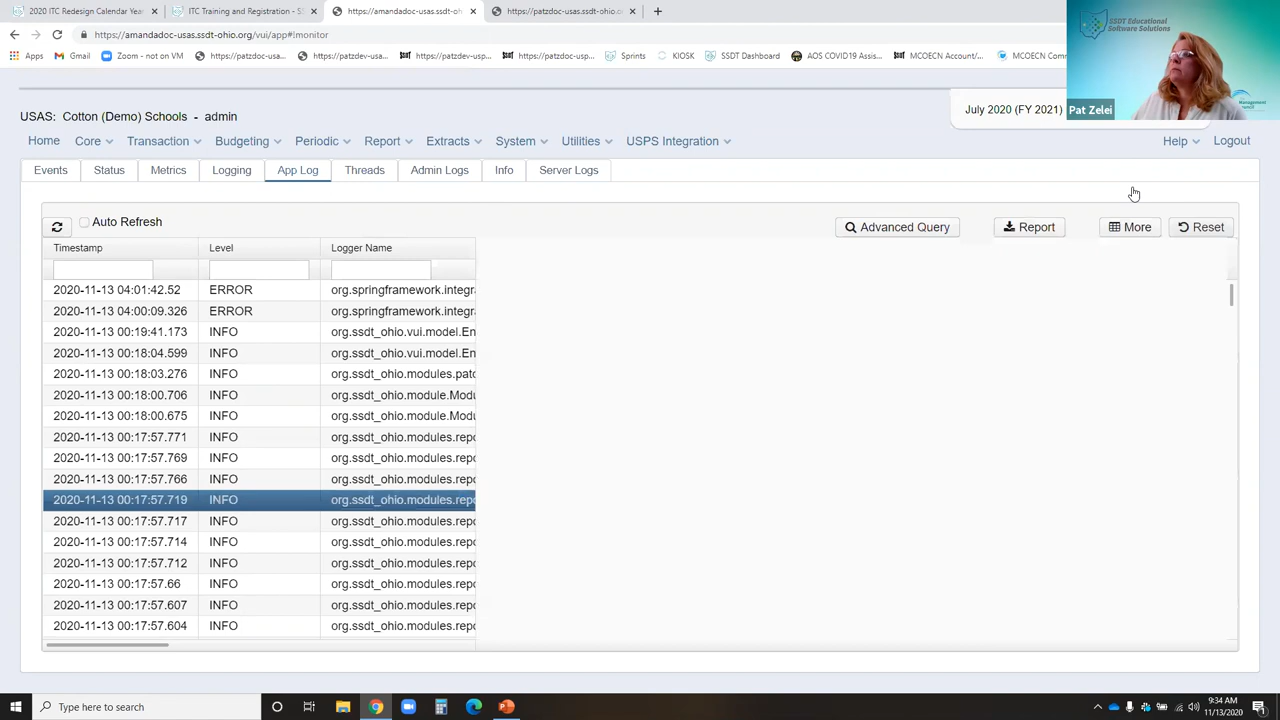 2020 ITC Redesign Calendar Year
ITC Training and Registration - S
https://amandadoc-usas.ssdt-oh
https://patzdoc-usas.ssdt-ohio.or
https://amandadoc-usas.ssdt-ohio.org/vui/app#!monitor
Apps
Gmail
Zoom - not on VM
https://patzdoc-usa...
https://patzdev-usp...
https://patzdoc-usp...
Sprints
KIOSK
SSDT Dashboard
AOS COVID19 Assis...
MCOECN Account/...
MCOECN Com
SSDT Educational
Software Solutions
Pat Zelei
USAS: Cotton (Demo) Schools - admin
July 2020 (FY 2021)
Home Core Transaction Budgeting Periodic Report Extracts System Utilities USPS Integration Help Logout
Events Status Metrics Logging App Log Threads Admin Logs Info Server Logs
Auto Refresh
Advanced Query Report More Reset
Timestamp Level Logger Name
2020-11-13 04:01:42.52 ERROR org.springframework.integr
2020-11-13 04:00:09.326 ERROR org.springframework.integr
2020-11-13 00:19:41.173 INFO org.ssdt_ohio.vui.model.En
2020-11-13 00:18:04.599 INFO org.ssdt_ohio.vui.model.En
2020-11-13 00:18:03.276 INFO org.ssdt_ohio.modules.patc
2020-11-13 00:18:00.706 INFO org.ssdt_ohio.module.Modu
2020-11-13 00:18:00.675 INFO org.ssdt_ohio.module.Modu
2020-11-13 00:17:57.771 INFO org.ssdt_ohio.modules.repo
2020-11-13 00:17:57.769 INFO org.ssdt_ohio.modules.repo
2020-11-13 00:17:57.766 INFO org.ssdt_ohio.modules.repo
2020-11-13 00:17:57.719 INFO org.ssdt_ohio.modules.repo
2020-11-13 00:17:57.717 INFO org.ssdt_ohio.modules.repo
2020-11-13 00:17:57.714 INFO org.ssdt_ohio.modules.repo
2020-11-13 00:17:57.712 INFO org.ssdt_ohio.modules.repo
2020-11-13 00:17:57.66 INFO org.ssdt_ohio.modules.repo
2020-11-13 00:17:57.607 INFO org.ssdt_ohio.modules.repo
2020-11-13 00:17:57.604 INFO org.ssdt_ohio.modules.repo
Type here to search
9:34 AM
11/13/2020